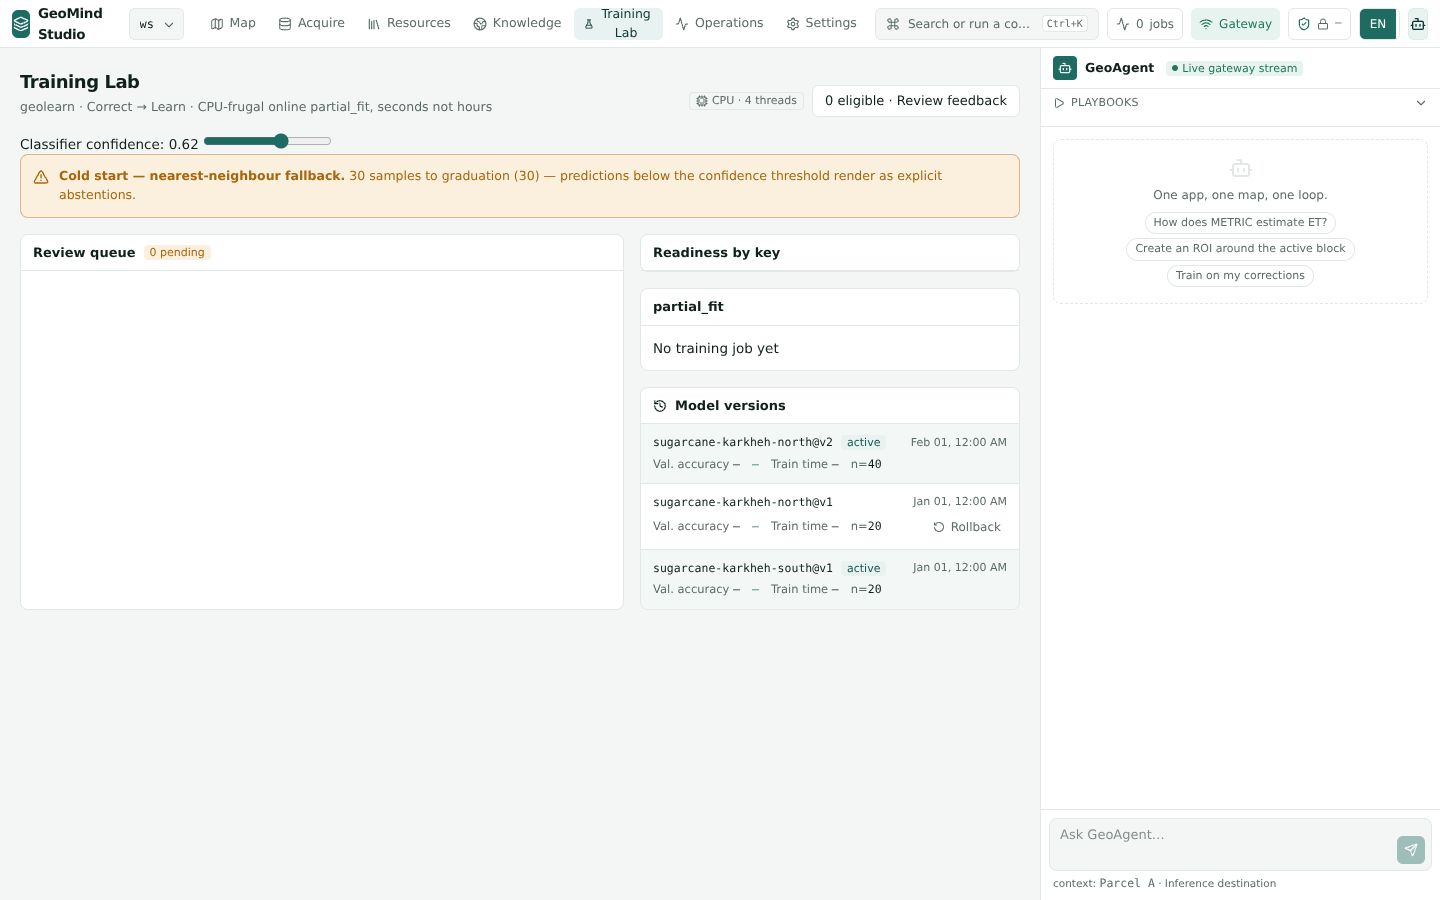 GeoMind Studio
ws
Map
Acquire
Resources
Knowledge
Training Lab
Operations
Settings
Search or run a co... Ctrl+K
0 jobs
Gateway
–
EN
Training Lab
geolearn · Correct → Learn · CPU-frugal online partial_fit, seconds not hours
CPU · 4 threads
0 eligible · Review feedback
Classifier confidence: 0.62
Cold start — nearest-neighbour fallback. 30 samples to graduation (30) — predictions below the confidence threshold render as explicit
abstentions.
Review queue 0 pending
Readiness by key
partial_fit
No training job yet
Model versions
sugarcane-karkheh-north@v2 active Feb 01, 12:00 AM
Val. accuracy – – Train time – n=40
sugarcane-karkheh-north@v1 Jan 01, 12:00 AM
Val. accuracy – – Train time – n=20 Rollback
sugarcane-karkheh-south@v1 active Jan 01, 12:00 AM
Val. accuracy – – Train time – n=20
GeoAgent Live gateway stream
PLAYBOOKS
One app, one map, one loop.
How does METRIC estimate ET?
Create an ROI around the active block
Train on my corrections
Ask GeoAgent...
context: Parcel A · Inference destination